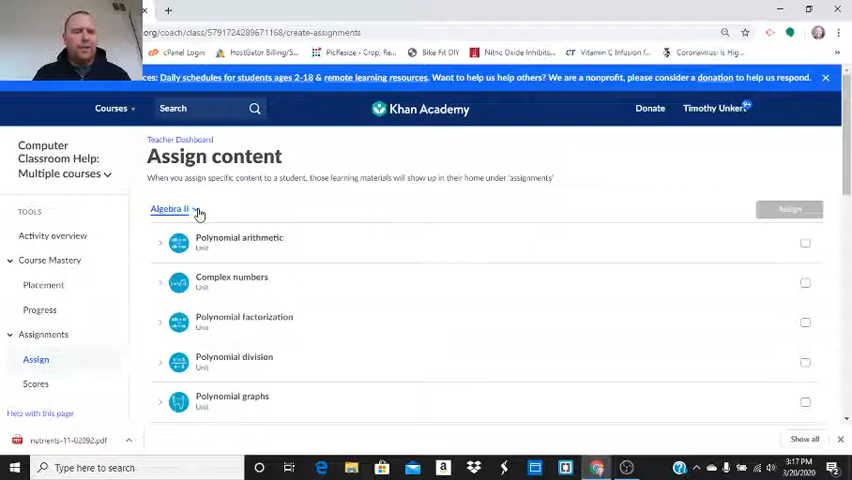 .org/coach/class/5791724289671168/create-assignments
cPanel Login
HostGator Billing/S...
PicResize - Crop, Re...
Bike Fit DIY
Nitric Oxide Inhibits...
CT
Vitamin C Infusion f...
Coronavirus Is Hig...
ces: Daily schedules for students ages 2-18 & remote learning resources. Want to help us help others? We are a nonprofit, please consider a donation to help us respond.
Courses
Search
Khan Academy
Donate
Timothy Unkert
9+
Computer
Classroom Help:
Multiple courses
Teacher Dashboard
Assign content
When you assign specific content to a student, those learning materials will show up in their home under 'assignments'
TOOLS
Activity overview
Course Mastery
Placement
Progress
Assignments
Assign
Scores
Help with this page
Algebra II
Assign
Polynomial arithmetic
Unit
Complex numbers
Unit
Polynomial factorization
Unit
Polynomial division
Unit
Polynomial graphs
Unit
nutrients-11-02092.pdf
Show all
Type here to search
3:17 PM
3/20/2020